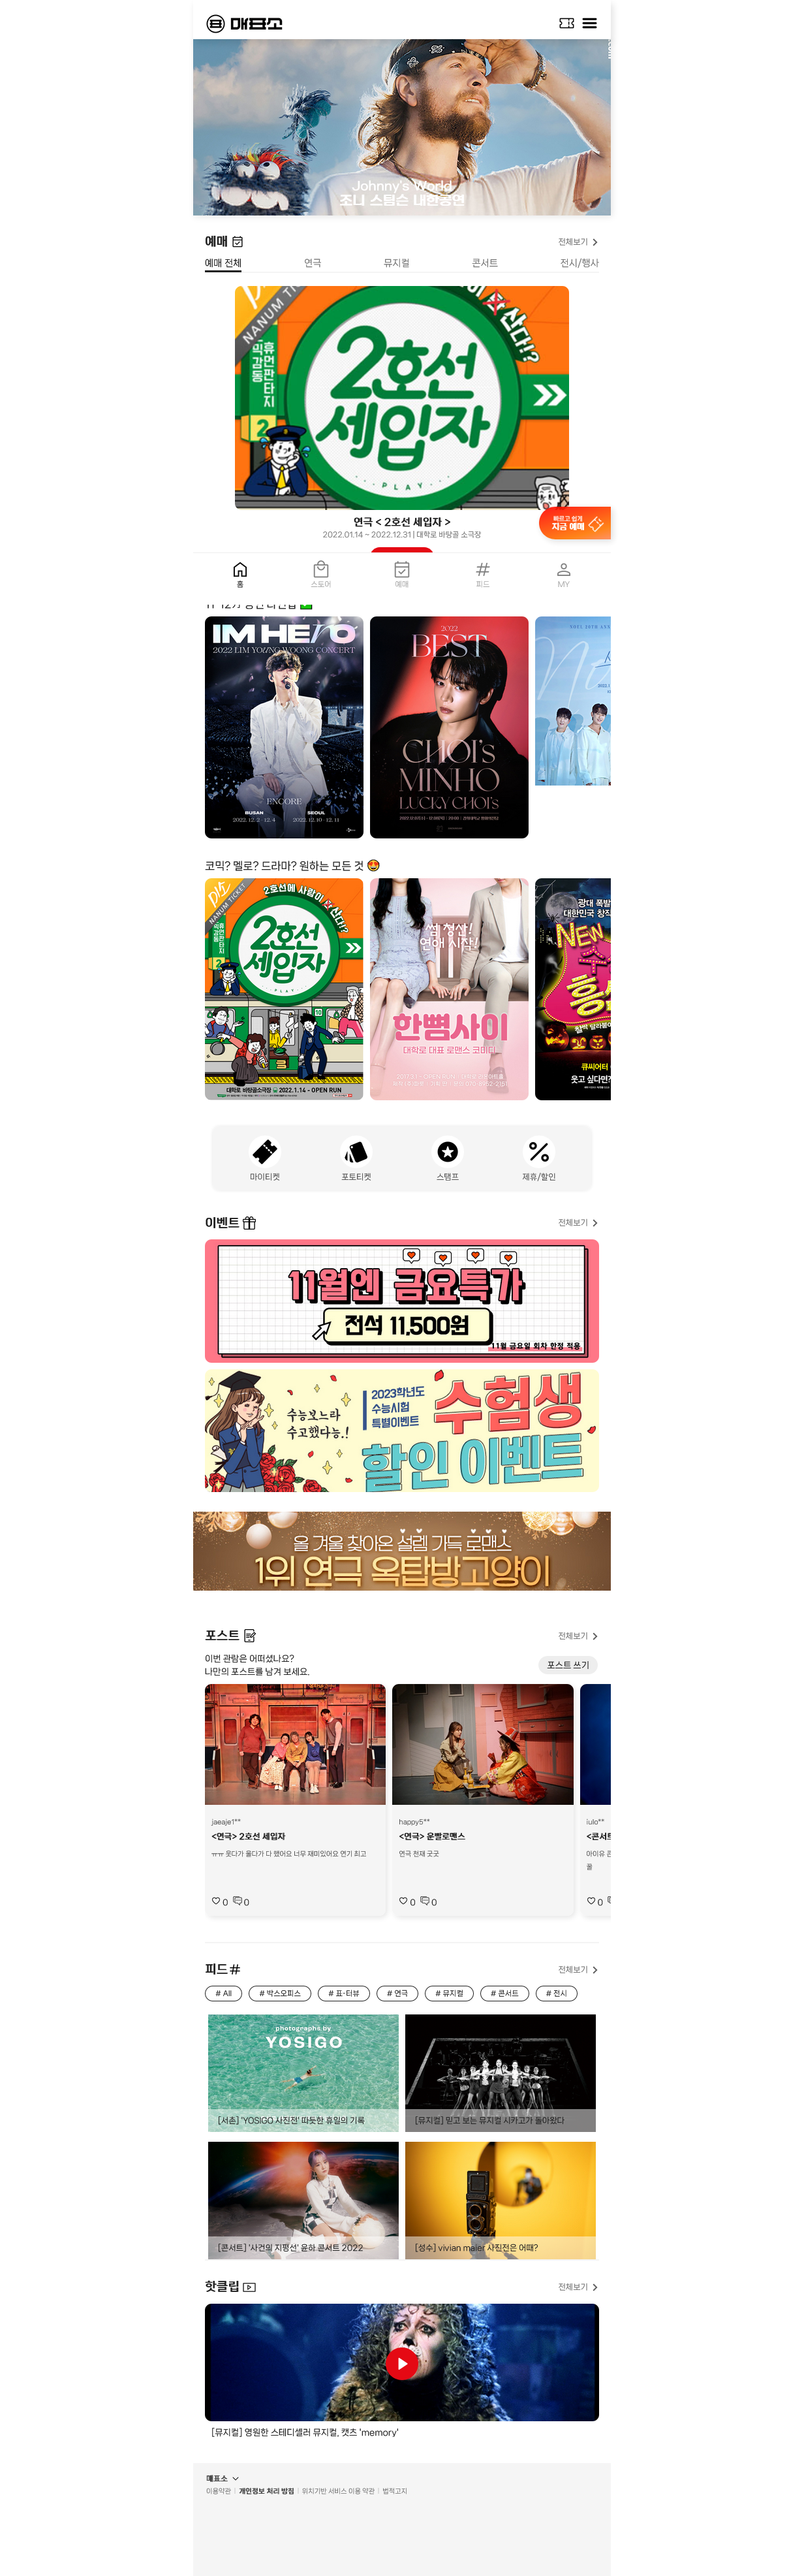 매표소
Johnny's World
조니 스틸슨 내한공연
예매
전체보기
예매 전체
연극
뮤지컬
콘서트
전시/행사
NANUM TICKET
산다!?
휴먼판타지
2호선
세입자
PLAY
연극 < 2호선 세입자 >
2022.01.14 ~ 2022.12.31 | 대학로 바탕골 소극장
빠르고 쉽게
지금 예매
홈
스토어
예매
피드
MY
IM HERO
2022 LIM YOUNG WOONG CONCERT
ENCORE
BUSAN
SEOUL
2022. 12. 2 - 12. 4
2022. 12. 10 - 12. 11
2022
BEST
CHOI's
MINHO
LUCKY CHOI's
코믹? 멜로? 드라마? 원하는 모든 것 🤩
NANUM TICKET
2호선에 사람이 산다!?
휴먼판타지
2호선
세입자
PLAY
대학로 바탕골소극장
2022.1.14 - OPEN RUN
썸 청산!
연애 시작!
한뼘사이
대학로 대표 로맨스 코미디
광대 폭발
대한민국 창작
NEW
수
흥
웃고 싶다면
마이티켓
포토티켓
스탬프
제휴/할인
이벤트
전체보기
11월엔 금요특가
전석 11,500원
11월 금요일 회차 한정 적용
수능보느라
수고했다능.!
2023학년도
수능시험
특별이벤트
수험생
할인 이벤트
올 겨울 찾아온 설렘 가득 로맨스
1위 연극 옥탑방고양이
포스트
전체보기
이번 관람은 어떠셨나요?
나만의 포스트를 남겨 보세요.
포스트 쓰기
jaeaje1**
<연극> 2호선 세입자
ㅠㅠ 웃다가 울다가 다 했어요 너무 재미있어요 연기 최고
0
0
happy5**
<연극> 운빨로맨스
연극 천재 굿굿
0
0
iulo**
<콘서트
마이유 콘
꿀
0
피드
전체보기
# All
# 박스오피스
# 표-터뷰
# 연극
# 뮤지컬
# 콘서트
# 전시
photographs by
YOSIGO
[서촌] 'YOSIGO 사진전' 따듯한 휴일의 기록
[뮤지컬] 믿고 보는 뮤지컬 시카고가 돌아왔다
[콘서트] '사건의 지평선' 윤하 콘서트 2022
[성수] vivian maier 사진전은 어때?
핫클립
전체보기
[뮤지컬] 영원한 스테디셀러 뮤지컬, 캣츠 'memory'
매표소
이용약관 | 개인정보 처리 방침 | 위치기반 서비스 이용 약관 | 법적고지